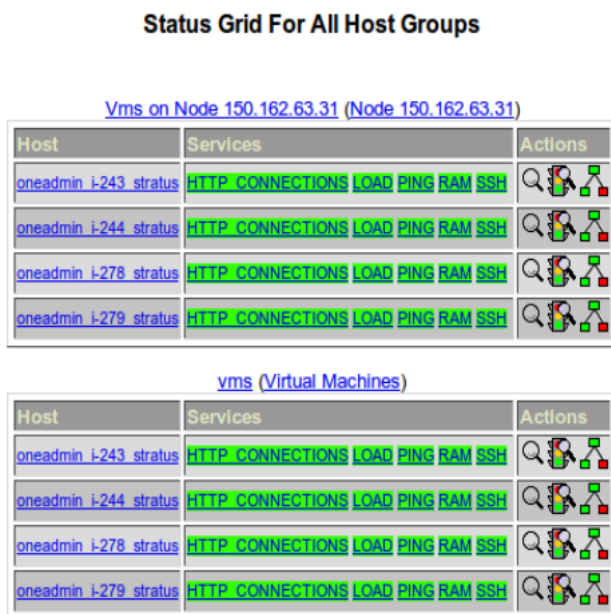 Status Grid For All Host Groups
Vms on Node 150.162.63.31 (Node 150.162.63.31)
Host Services Actions
oneadmin_i-243_stratus HTTP_CONNECTIONS LOAD PING RAM SSH
oneadmin_i-244_stratus HTTP_CONNECTIONS LOAD PING RAM SSH
oneadmin_i-278_stratus HTTP_CONNECTIONS LOAD PING RAM SSH
oneadmin_i-279_stratus HTTP_CONNECTIONS LOAD PING RAM SSH
vms (Virtual Machines)
Host Services Actions
oneadmin_i-243_stratus HTTP_CONNECTIONS LOAD PING RAM SSH
oneadmin_i-244_stratus HTTP_CONNECTIONS LOAD PING RAM SSH
oneadmin_i-278_stratus HTTP_CONNECTIONS LOAD PING RAM SSH
oneadmin_i-279_stratus HTTP_CONNECTIONS LOAD PING RAM SSH